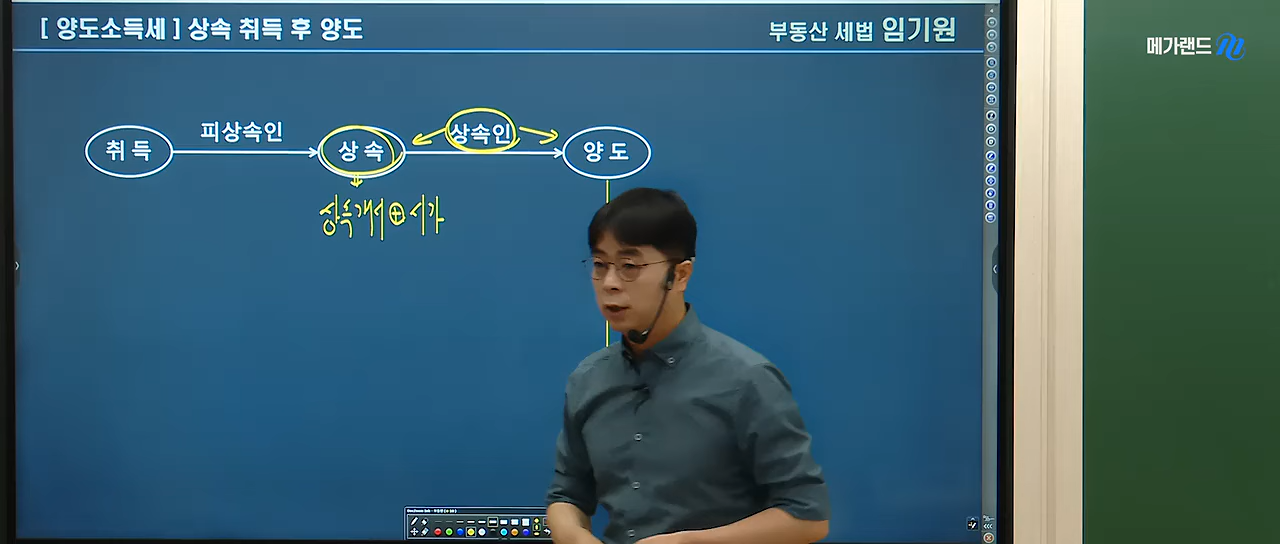 [ 양도소득세 ] 상속 취득 후 양도
부동산 세법 임기원
메가랜드
피상속인
상속인
취득
상속
양도
상속개시 시가